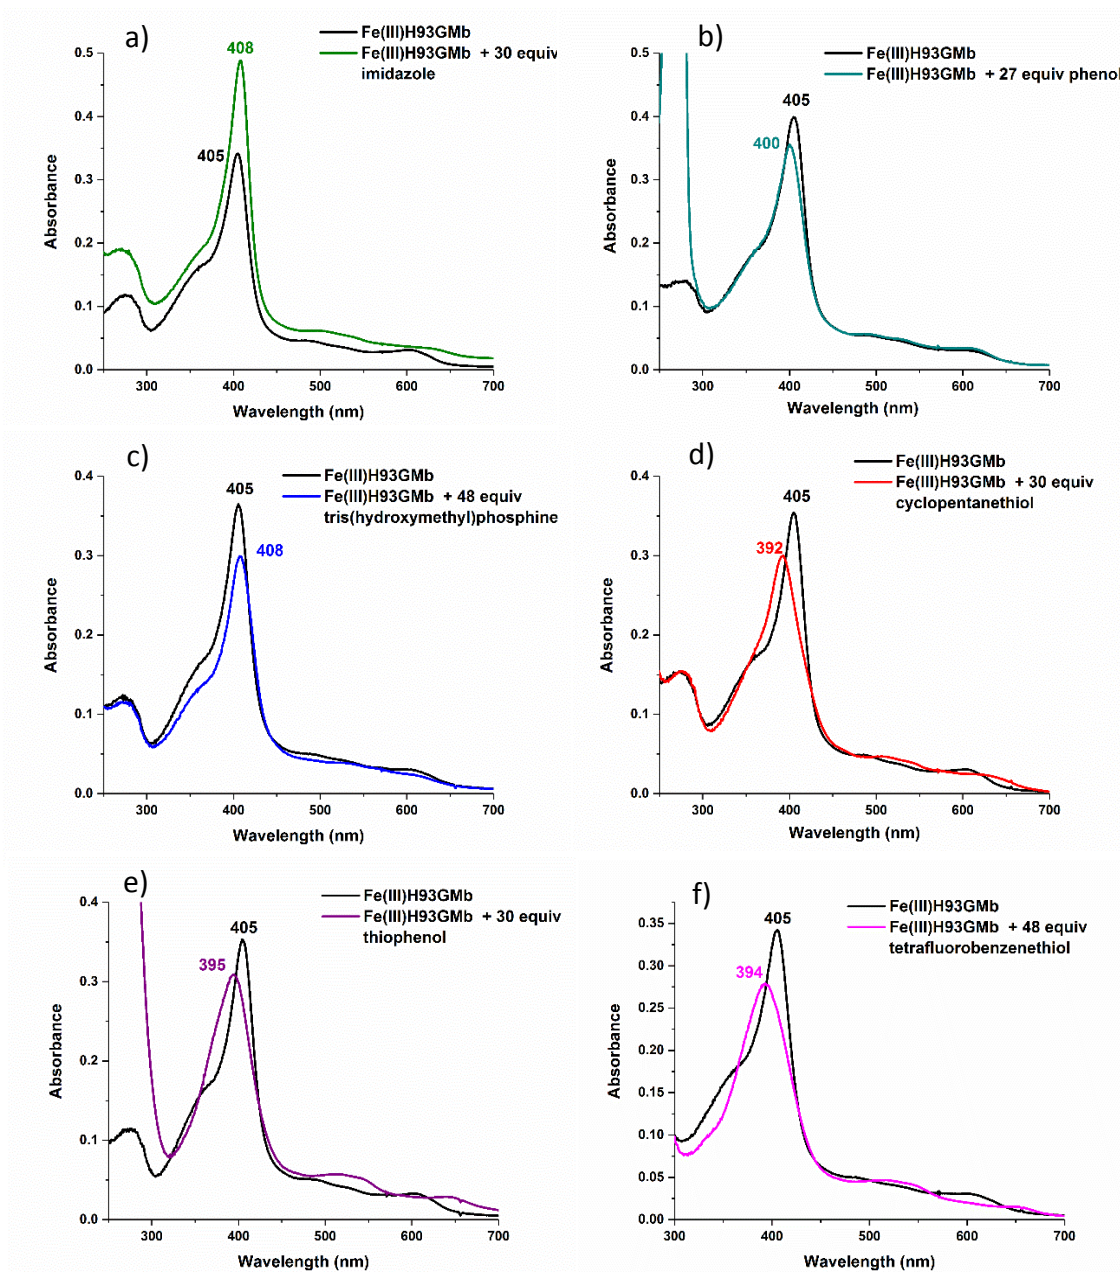 a)
Fe(III)H93GMb
Fe(III)H93GMb + 30 equiv
imidazole
408
405
0.5
0.4
0.3
0.2
0.1
0.0
Absorbance
300 400 500 600 700
Wavelength (nm)
b)
Fe(III)H93GMb
Fe(III)H93GMb + 27 equiv phenol
405
400
0.5
0.4
0.3
0.2
0.1
0.0
Absorbance
300 400 500 600 700
Wavelength (nm)
c)
Fe(III)H93GMb
Fe(III)H93GMb + 48 equiv
tris(hydroxymethyl)phosphine
405
408
0.4
0.3
0.2
0.1
0.0
Absorbance
300 400 500 600 700
Wavelength (nm)
d)
Fe(III)H93GMb
Fe(III)H93GMb + 30 equiv
cyclopentanethiol
405
392
0.4
0.3
0.2
0.1
0.0
Absorbance
300 400 500 600 700
Wavelength (nm)
e)
Fe(III)H93GMb
Fe(III)H93GMb + 30 equiv
thiophenol
405
395
0.4
0.3
0.2
0.1
0.0
Absorbance
300 400 500 600 700
Wavelength (nm)
f)
Fe(III)H93GMb
Fe(III)H93GMb + 48 equiv
tetrafluorobenzenethiol
405
394
0.35
0.30
0.25
0.20
0.15
0.10
0.05
0.00
Absorbance
300 400 500 600 700
Wavelength (nm)